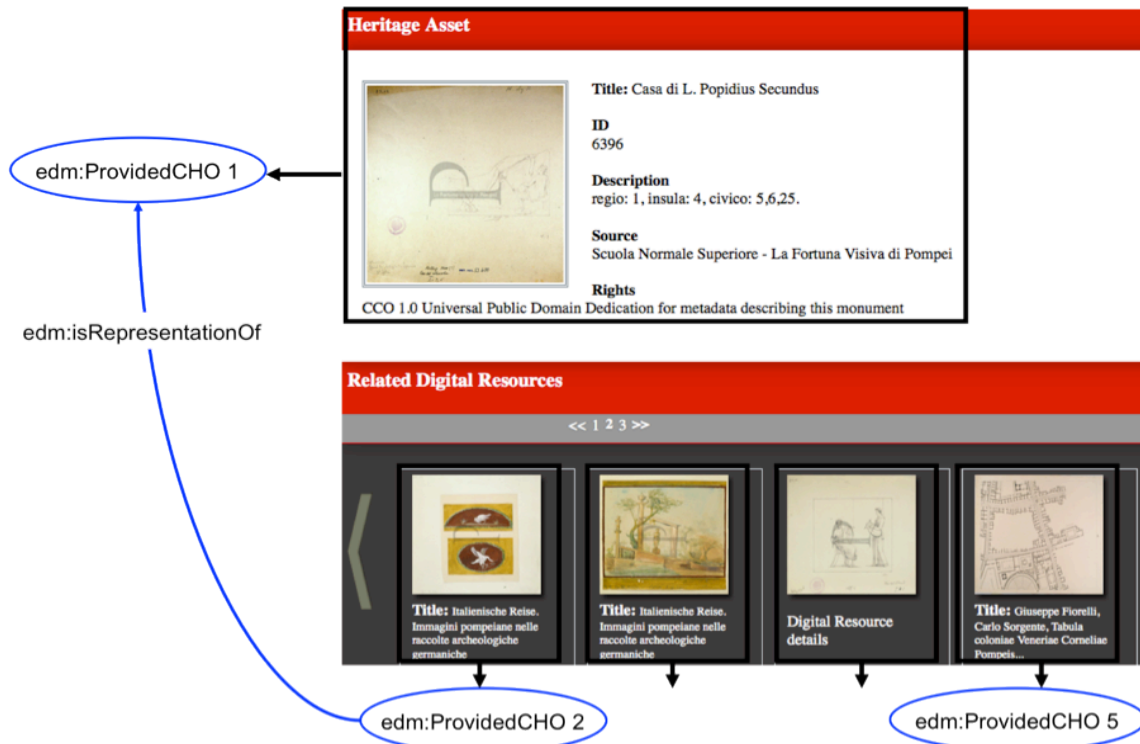 Heritage Asset
Title: Casa di L. Popidius Secundus
ID
6396
Description
regio: 1, insula: 4, civico: 5,6,25.
Source
Scuola Normale Superiore - La Fortuna Visiva di Pompei
Rights
CCO 1.0 Universal Public Domain Dedication for metadata describing this monument
edm:ProvidedCHO 1
edm:isRepresentationOf
Related Digital Resources
<< 1 2 3 >>
Title: Italienische Reise.
Immagini pompeiane nelle
raccolte archeologiche
germaniche
Title: Italienische Reise.
Immagini pompeiane nelle
raccolte archeologiche
germaniche
Digital Resource
details
Title: Giuseppe Fiorelli,
Carlo Sorgente, Tabula
coloniae Veneriae Corneliae
Pompeis...
edm:ProvidedCHO 2
edm:ProvidedCHO 5